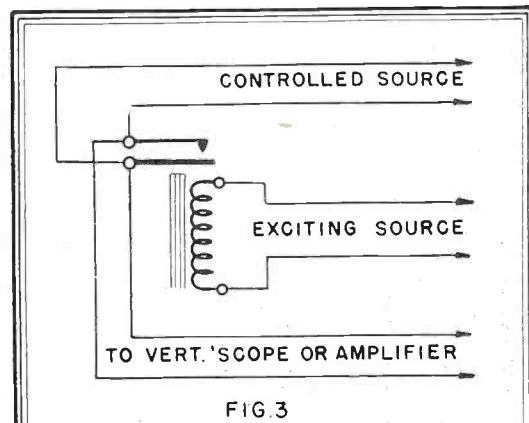 CONTROLLED SOURCE
EXCITING SOURCE
TO VERT. 'SCOPE OR AMPLIFIER
FIG.3